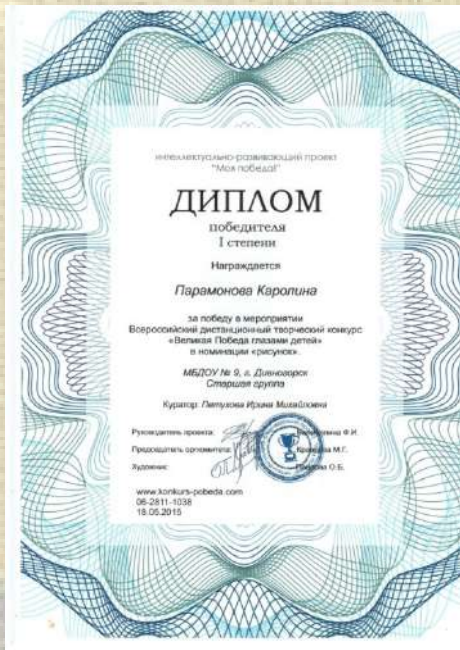 интеллектуально-развивающий проект
"Моя победа!"
ДИПЛОМ
победителя
I степени
Награждается
Парамонова Каролина
за победу в мероприятии
Всероссийский дистанционный творческий конкурс
«Великая Победа глазами детей»
в номинации «рисунок».
МБДОУ № 9, г. Дивногорск
Старшая группа
Куратор: Петухова Ирина Михайловна
Руководитель проекта: Ф.И.
Председатель оргкомитета: М.Г.
Художник: О.Б.
www.konkurs-pobeda.com
06-2811-1038
18.05.2015